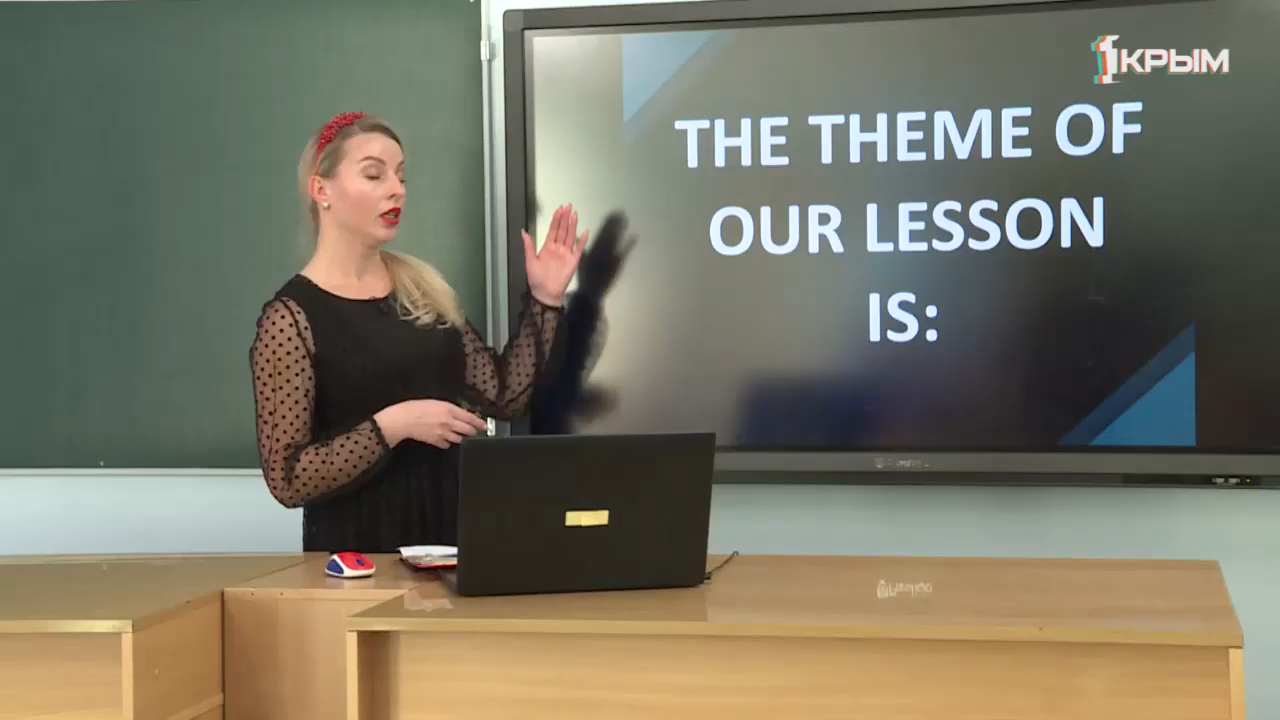 1КРЫМ
THE THEME OF
OUR LESSON
IS: